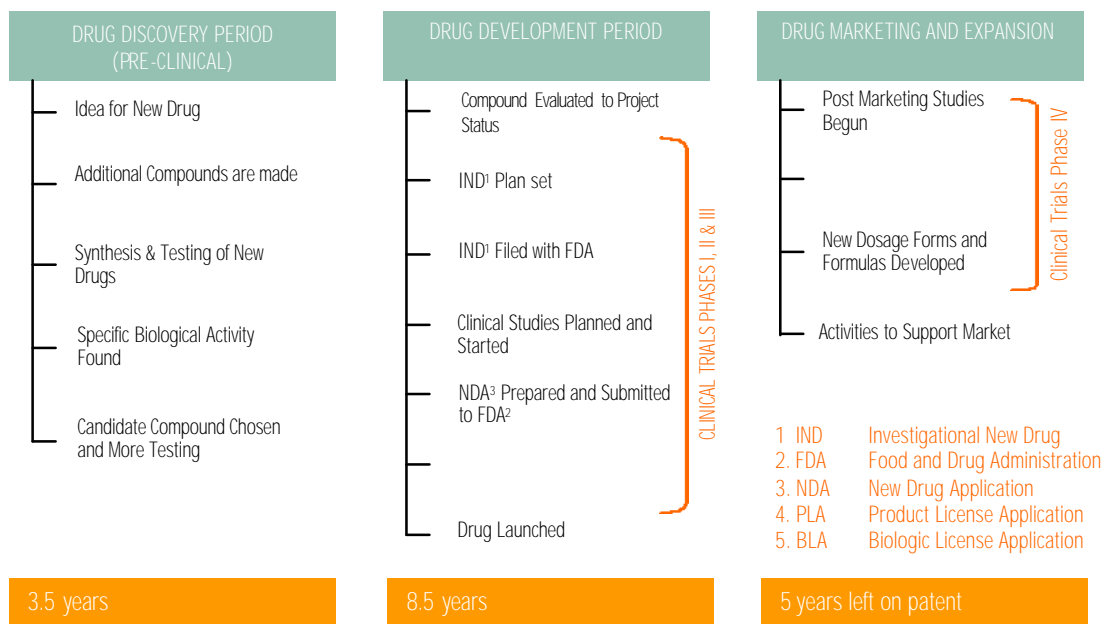 DRUG DISCOVERY PERIOD
(PRE-CLINICAL)
Idea for New Drug
Additional Compounds are made
Synthesis & Testing of New
Drugs
Specific Biological Activity
Found
Candidate Compound Chosen
and More Testing
3.5 years
DRUG DEVELOPMENT PERIOD
Compound Evaluated to Project
Status
IND¹ Plan set
IND¹ Filed with FDA
Clinical Studies Planned and
Started
NDA³ Prepared and Submitted
to FDA²
Drug Launched
CLINICAL TRIALS PHASES I, II & III
8.5 years
DRUG MARKETING AND EXPANSION
Post Marketing Studies
Begun
New Dosage Forms and
Formulas Developed
Activities to Support Market
Clinical Trials Phase IV
1 IND Investigational New Drug
2. FDA Food and Drug Administration
3. NDA New Drug Application
4. PLA Product License Application
5. BLA Biologic License Application
5 years left on patent